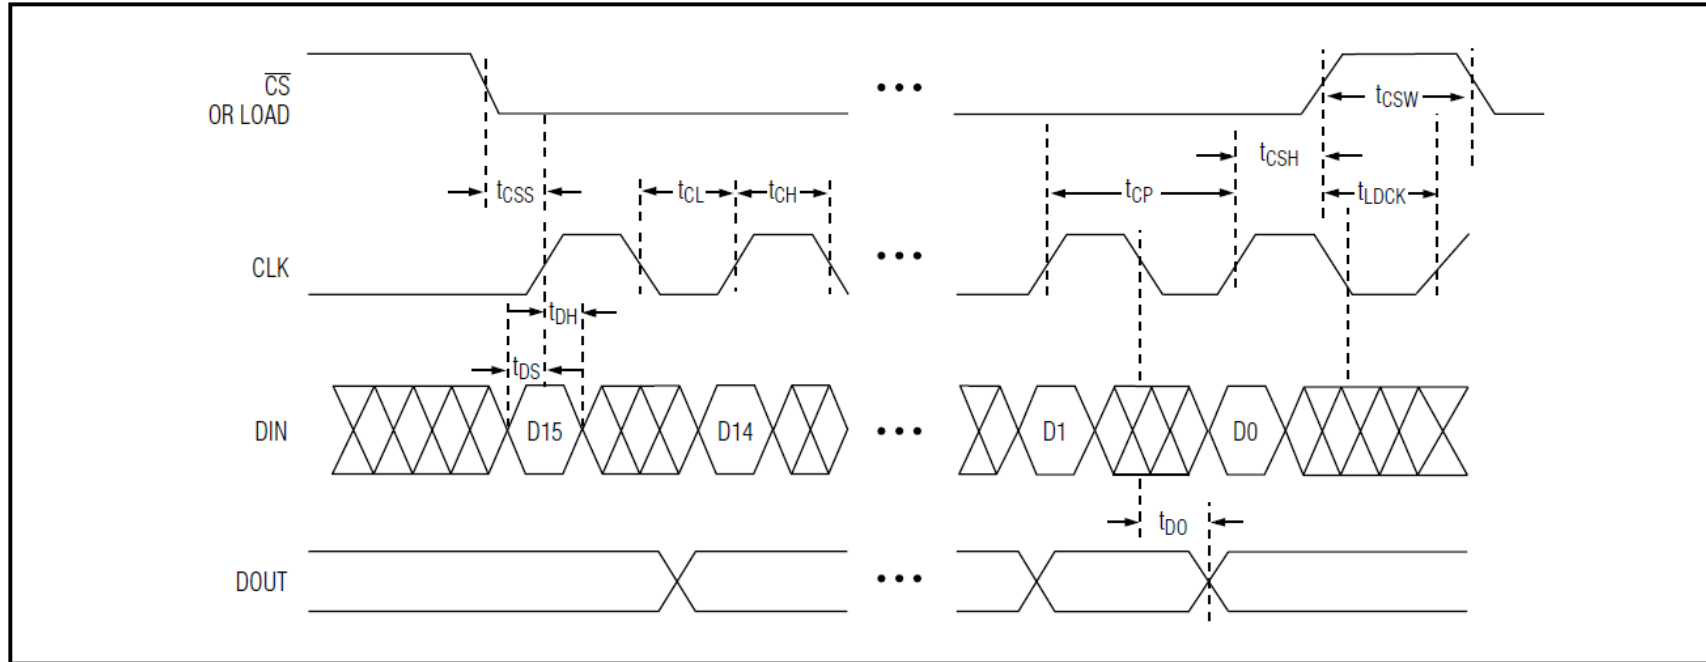 CS
OR LOAD
tCSW
tCSH
tCSS
tCL
tCH
tCP
tLDCK
CLK
tDH
tDS
DIN
D15
D14
D1
D0
tDO
DOUT